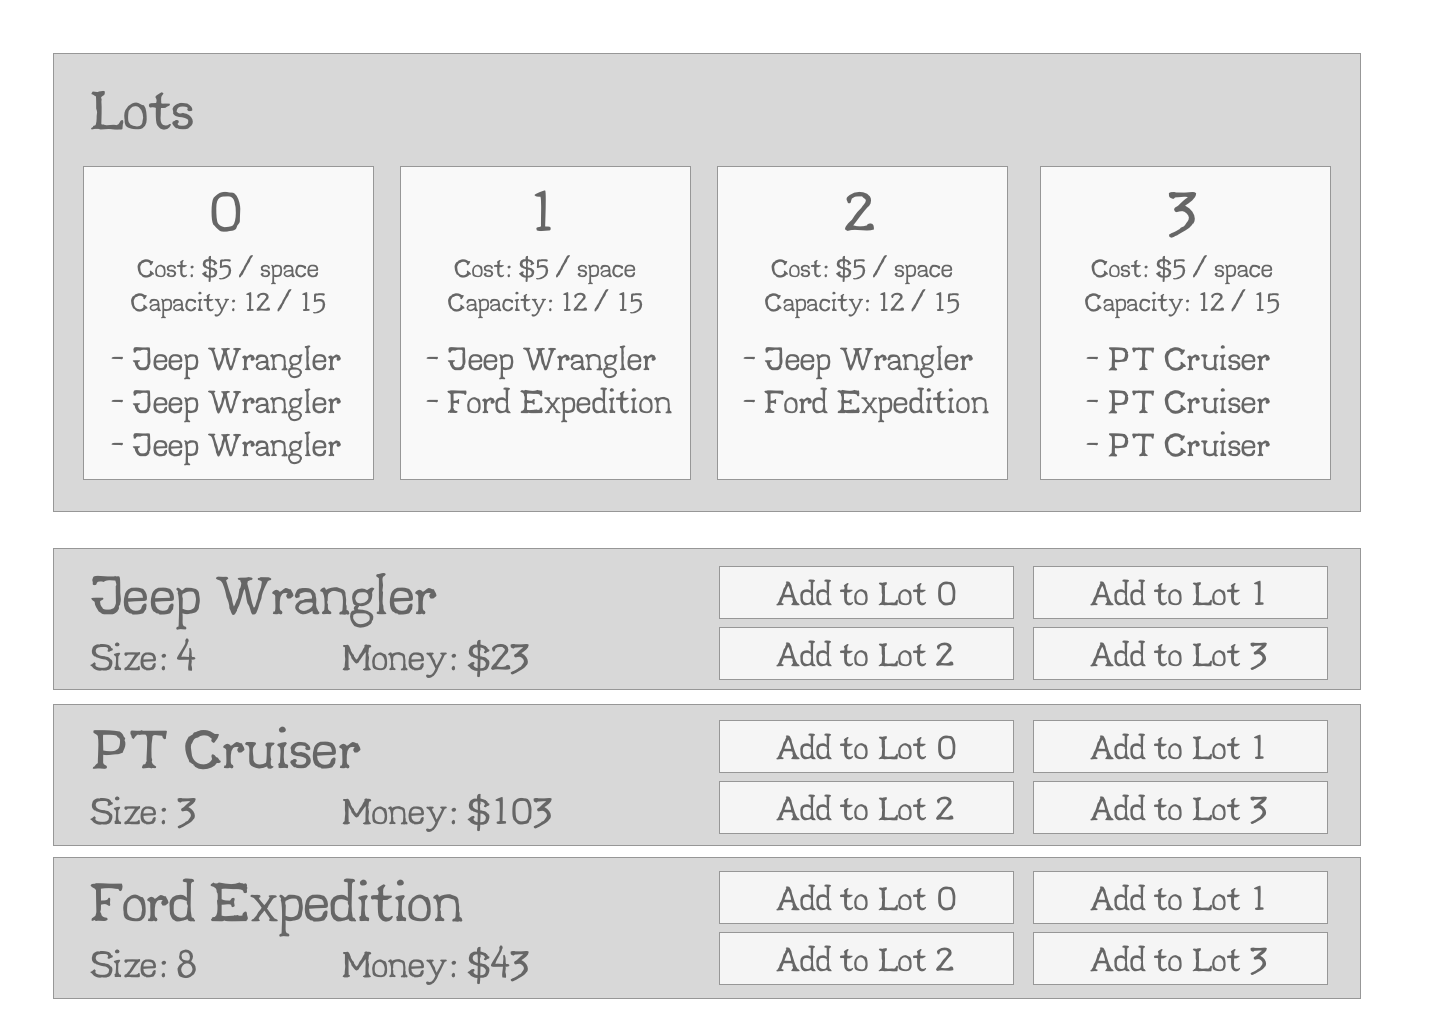 Lots
0
Cost: $5 / space
Capacity: 12 / 15
- Jeep Wrangler
- Jeep Wrangler
- Jeep Wrangler
1
Cost: $5 / space
Capacity: 12 / 15
- Jeep Wrangler
- Ford Expedition
2
Cost: $5 / space
Capacity: 12 / 15
- Jeep Wrangler
- Ford Expedition
3
Cost: $5 / space
Capacity: 12 / 15
- PT Cruiser
- PT Cruiser
- PT Cruiser
Jeep Wrangler
Size: 4 Money: $23
Add to Lot 0 Add to Lot 1
Add to Lot 2 Add to Lot 3
PT Cruiser
Size: 3 Money: $103
Add to Lot 0 Add to Lot 1
Add to Lot 2 Add to Lot 3
Ford Expedition
Size: 8 Money: $43
Add to Lot 0 Add to Lot 1
Add to Lot 2 Add to Lot 3